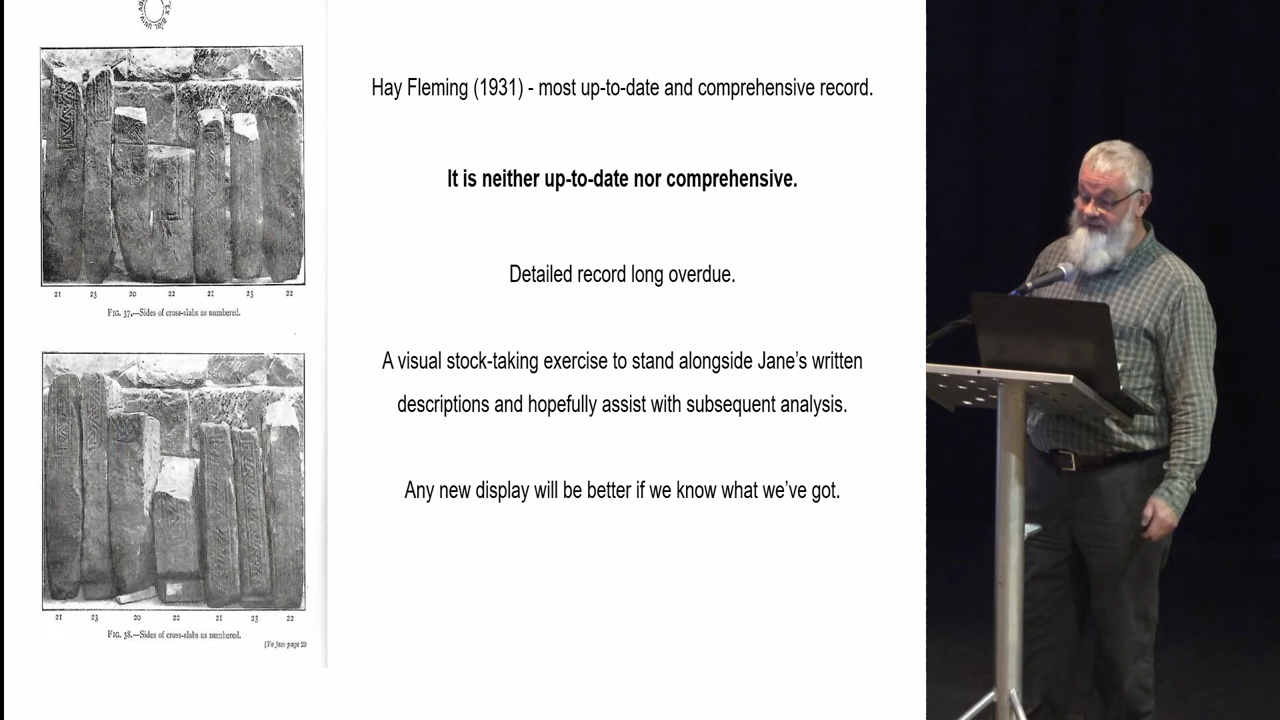 21 23 20 22 21 23 22
FIG. 37.—Sides of cross-slabs as numbered.
21 23 20 22 21 23 22
FIG. 38.—Sides of cross-slabs as numbered.
[To face page 20
Hay Fleming (1931) - most up-to-date and comprehensive record.
It is neither up-to-date nor comprehensive.
Detailed record long overdue.
A visual stock-taking exercise to stand alongside Jane’s written
descriptions and hopefully assist with subsequent analysis.
Any new display will be better if we know what we’ve got.